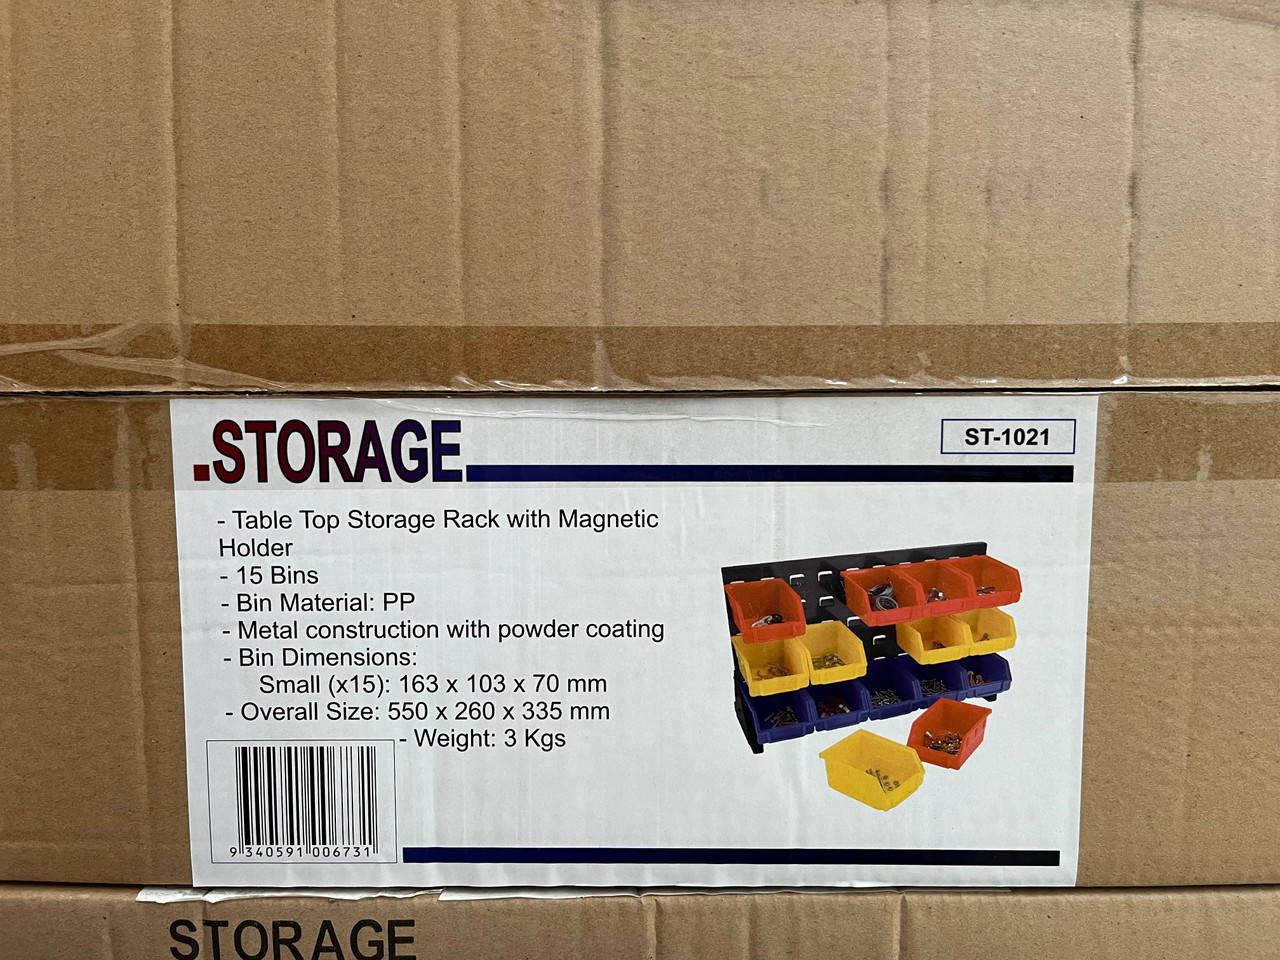 .STORAGE
ST-1021
- Table Top Storage Rack with Magnetic
Holder
- 15 Bins
- Bin Material: PP
- Metal construction with powder coating
- Bin Dimensions:
Small (x15): 163 x 103 x 70 mm
- Overall Size: 550 x 260 x 335 mm
- Weight: 3 Kgs
9 340591 006731
STORAGE